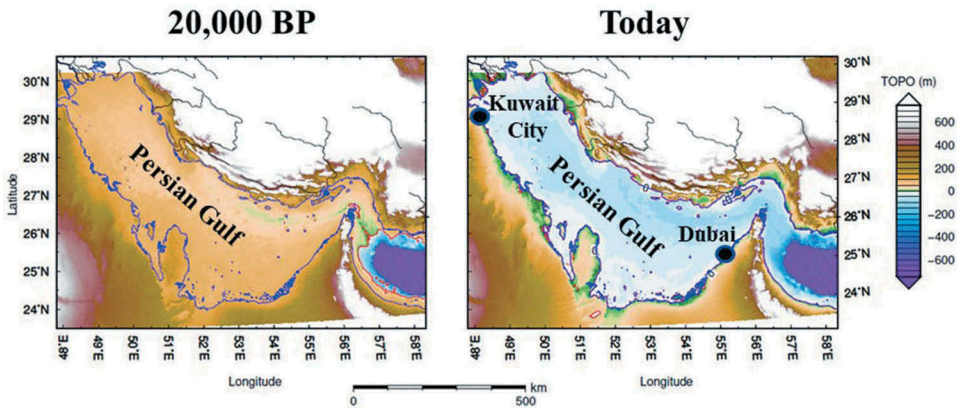 20,000 BP
Today
30˚N
29˚N
28˚N
27˚N
26˚N
25˚N
24˚N
Latitude
Persian Gulf
49˚E
50˚E
51˚E
52˚E
53˚E
54˚E
55˚E
56˚E
57˚E
58˚E
Longitude
Kuwait
City
Persian Gulf
Dubai
49˚E
50˚E
51˚E
52˚E
53˚E
54˚E
55˚E
56˚E
57˚E
58˚E
Longitude
30˚N
29˚N
28˚N
27˚N
26˚N
25˚N
24˚N
TOPO (m)
600
400
200
0
−200
−400
−600
0
500
km